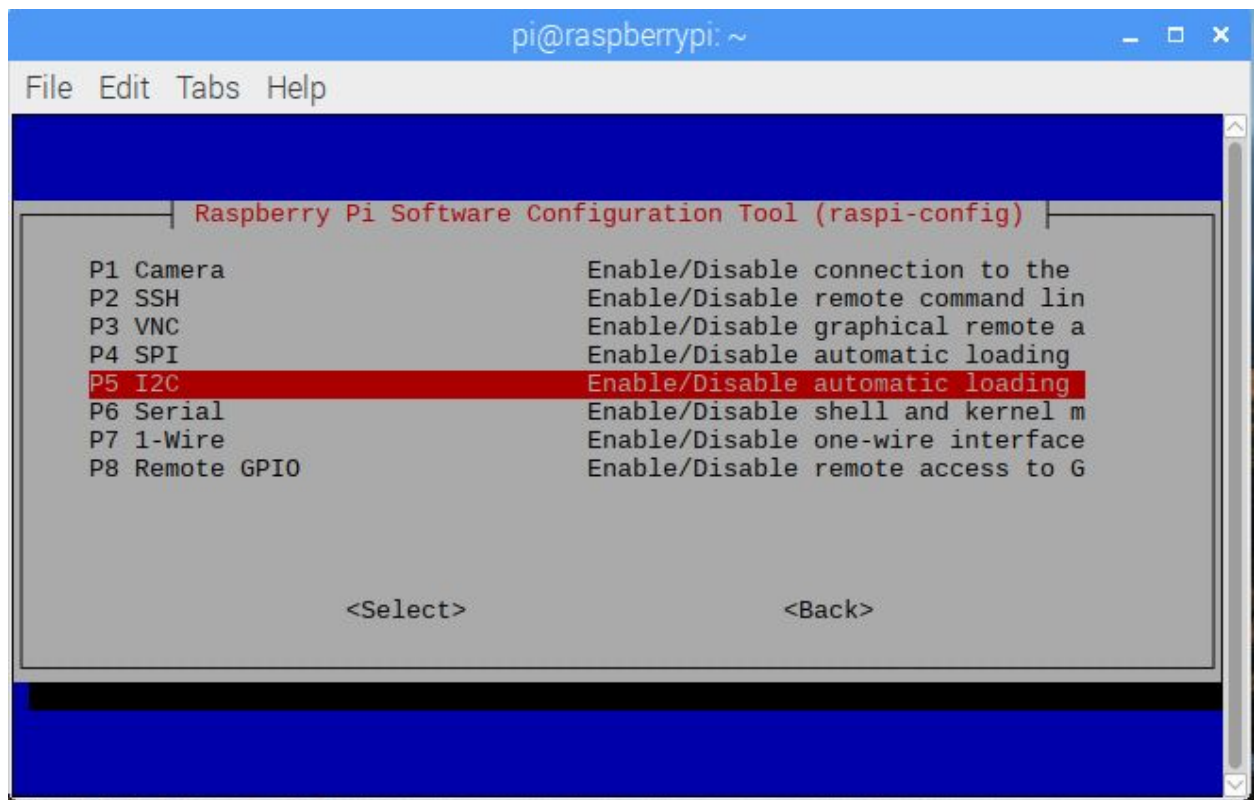 pi@raspberrypi: ~
File Edit Tabs Help
Raspberry Pi Software Configuration Tool (raspi-config)
P1 Camera Enable/Disable connection to the
P2 SSH Enable/Disable remote command lin
P3 VNC Enable/Disable graphical remote a
P4 SPI Enable/Disable automatic loading
P5 I2C Enable/Disable automatic loading
P6 Serial Enable/Disable shell and kernel m
P7 1-Wire Enable/Disable one-wire interface
P8 Remote GPIO Enable/Disable remote access to G
<Select> <Back>